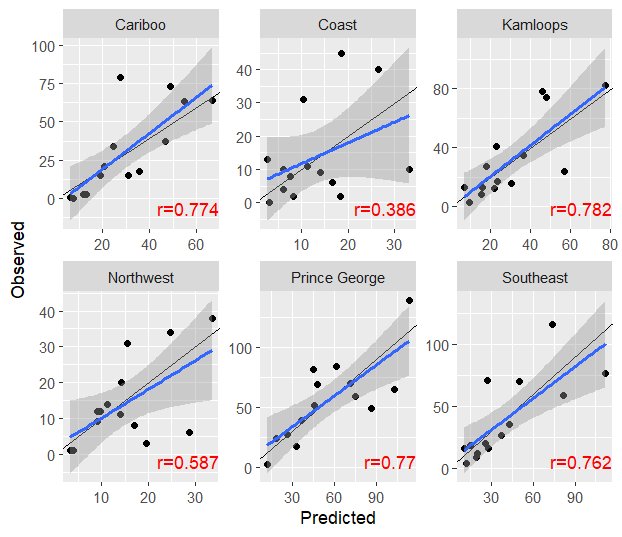 Cariboo Coast Kamloops
100
75
50
25
0
40
30
20
10
0
80
40
0
r=0.774 r=0.386 r=0.782
20 40 60
0 10 20 30
20 40 60 80
Observed
Northwest Prince George Southeast
40
30
20
10
0
100
50
0
100
50
0
r=0.587 r=0.77 r=0.762
10 20 30
30 60 90
30 60 90
Predicted